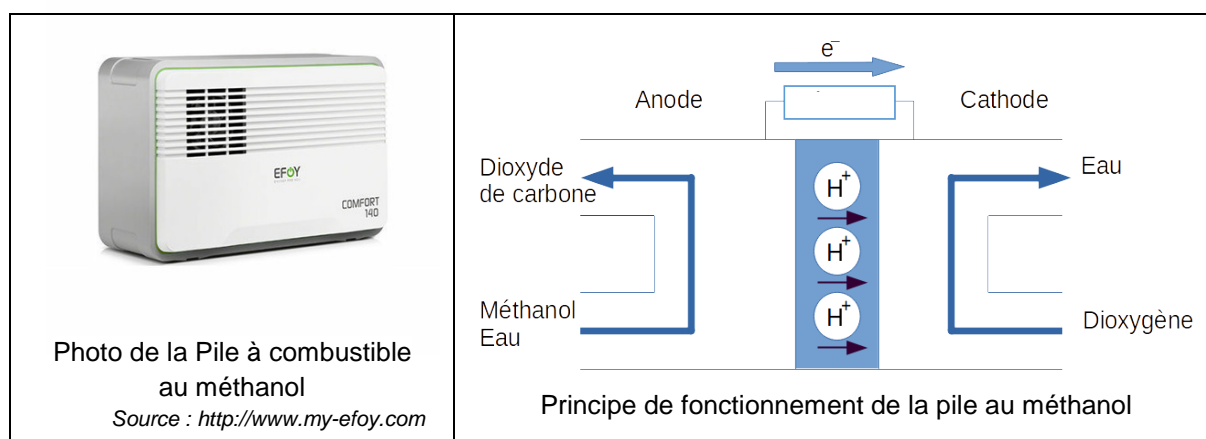 EFOY
COMFORT
140
Photo de la Pile à combustible
au méthanol
Source : http://www.my-efoy.com
e⁻
Anode
Cathode
Dioxyde
de carbone
Eau
H⁺
H⁺
H⁺
Méthanol
Eau
Dioxygène
Principe de fonctionnement de la pile au méthanol